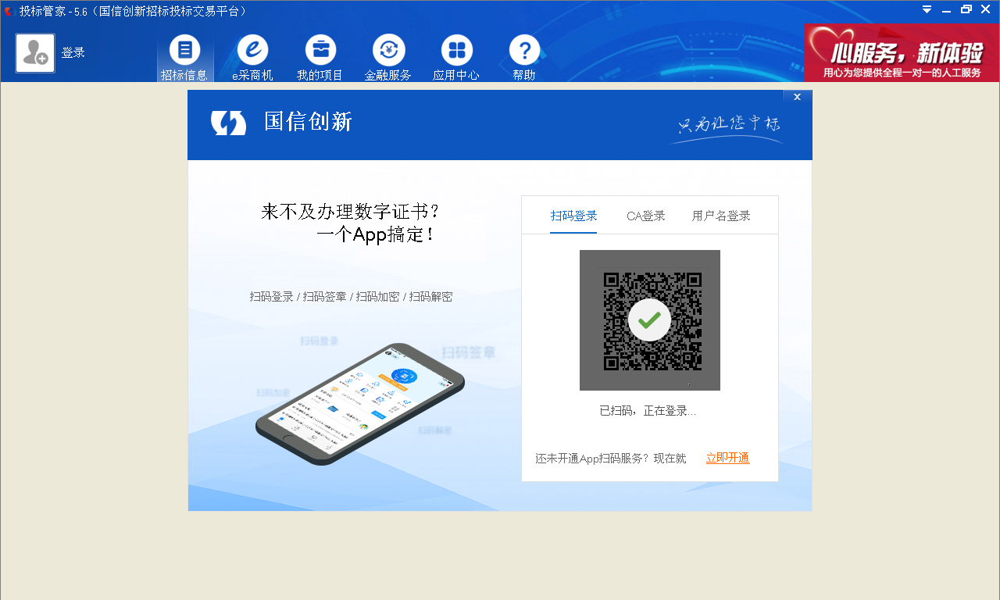 投标管家 - 5.6（国信创新招标投标交易平台）
登录
招标信息
e采商机
我的项目
金融服务
应用中心
帮助
心服务，新体验
用心为您提供全程一对一的人工服务
x
国信创新
只为让您中标
来不及办理数字证书？
一个App搞定！
扫码登录 / 扫码签章 / 扫码加密 / 扫码解密
扫码登录
扫码签章
扫码加密
扫码解密
扫码登录
CA登录
用户名登录
已扫码，正在登录...
还未开通App扫码服务？现在就
立即开通